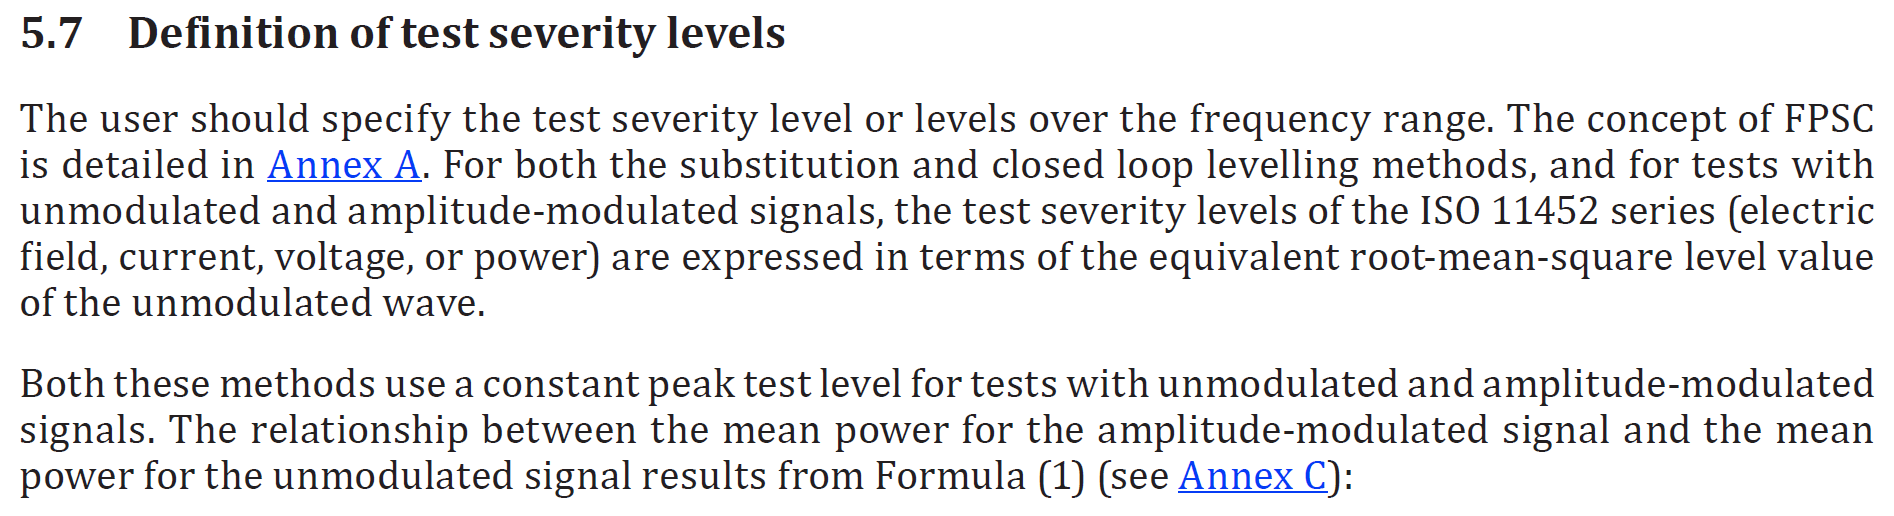 5.7 Definition of test severity levels
The user should specify the test severity level or levels over the frequency range. The concept of FPSC
is detailed in Annex A. For both the substitution and closed loop levelling methods, and for tests with
unmodulated and amplitude-modulated signals, the test severity levels of the ISO 11452 series (electric
field, current, voltage, or power) are expressed in terms of the equivalent root-mean-square level value
of the unmodulated wave.
Both these methods use a constant peak test level for tests with unmodulated and amplitude-modulated
signals. The relationship between the mean power for the amplitude-modulated signal and the mean
power for the unmodulated signal results from Formula (1) (see Annex C):